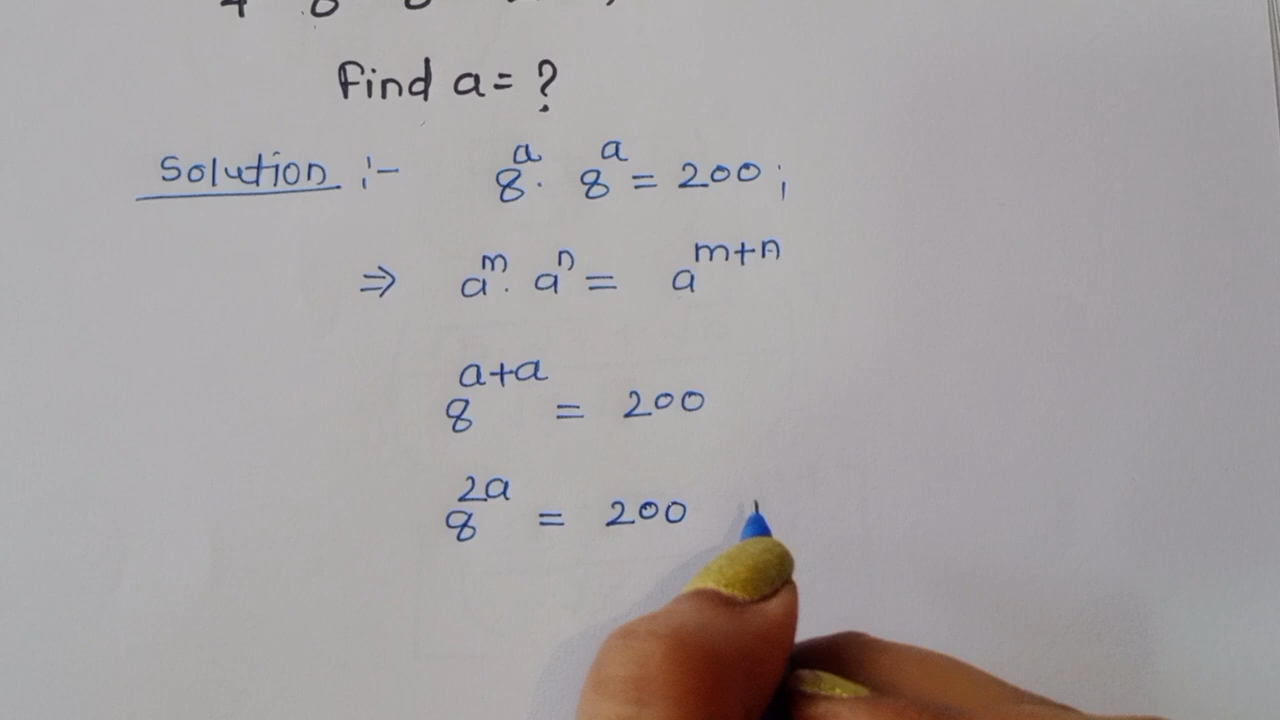 Find a= ?
Solution :- 8^a. 8^a = 200;
⇒ a^m. a^n = a^(m+n)
8^(a+a) = 200
8^(2a) = 200